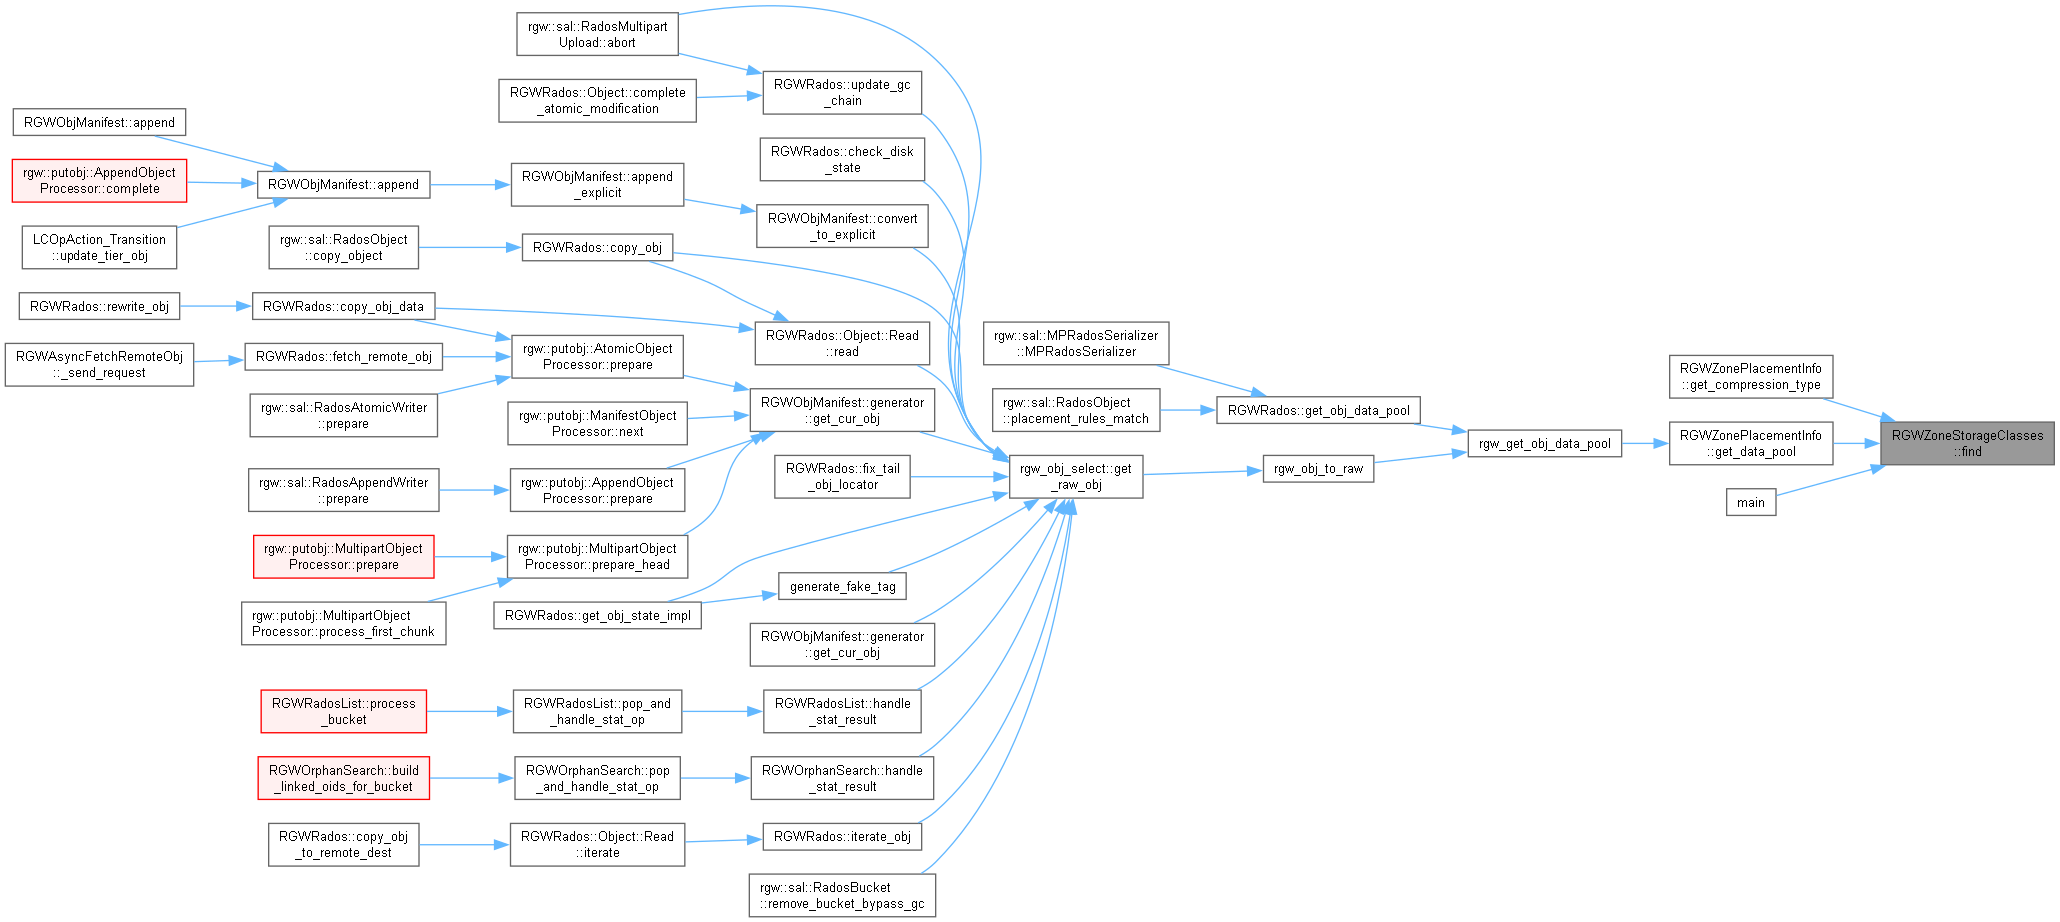 rgw::sal::RadosMultipart
Upload::abort
RGWRados::update_gc
_chain
RGWRados::Object::complete
_atomic_modification
RGWObjManifest::append
RGWRados::check_disk
_state
rgw::putobj::AppendObject
Processor::complete
RGWObjManifest::append
RGWObjManifest::append
_explicit
RGWObjManifest::convert
_to_explicit
LCOpAction_Transition
::update_tier_obj
rgw::sal::RadosObject
::copy_object
RGWRados::copy_obj
RGWRados::rewrite_obj
RGWRados::copy_obj_data
RGWRados::Object::Read
::read
rgw::sal::MPRadosSerializer
::MPRadosSerializer
RGWAsyncFetchRemoteObj
::_send_request
RGWRados::fetch_remote_obj
rgw::putobj::AtomicObject
Processor::prepare
RGWZonePlacementInfo
::get_compression_type
rgw::sal::RadosAtomicWriter
::prepare
rgw::putobj::ManifestObject
Processor::next
RGWObjManifest::generator
::get_cur_obj
rgw::sal::RadosObject
::placement_rules_match
RGWRados::get_obj_data_pool
rgw_get_obj_data_pool
RGWZonePlacementInfo
::get_data_pool
RGWZoneStorageClasses
::find
rgw::sal::RadosAppendWriter
::prepare
rgw::putobj::AppendObject
Processor::prepare
RGWRados::fix_tail
_obj_locator
rgw_obj_select::get
_raw_obj
rgw_obj_to_raw
main
rgw::putobj::MultipartObject
Processor::prepare
rgw::putobj::MultipartObject
Processor::prepare_head
generate_fake_tag
rgw::putobj::MultipartObject
Processor::process_first_chunk
RGWRados::get_obj_state_impl
RGWObjManifest::generator
::get_cur_obj
RGWRadosList::process
_bucket
RGWRadosList::pop_and
_handle_stat_op
RGWRadosList::handle
_stat_result
RGWOrphanSearch::build
_linked_oids_for_bucket
RGWOrphanSearch::pop
_and_handle_stat_op
RGWOrphanSearch::handle
_stat_result
RGWRados::copy_obj
_to_remote_dest
RGWRados::Object::Read
::iterate
RGWRados::iterate_obj
rgw::sal::RadosBucket
::remove_bucket_bypass_gc